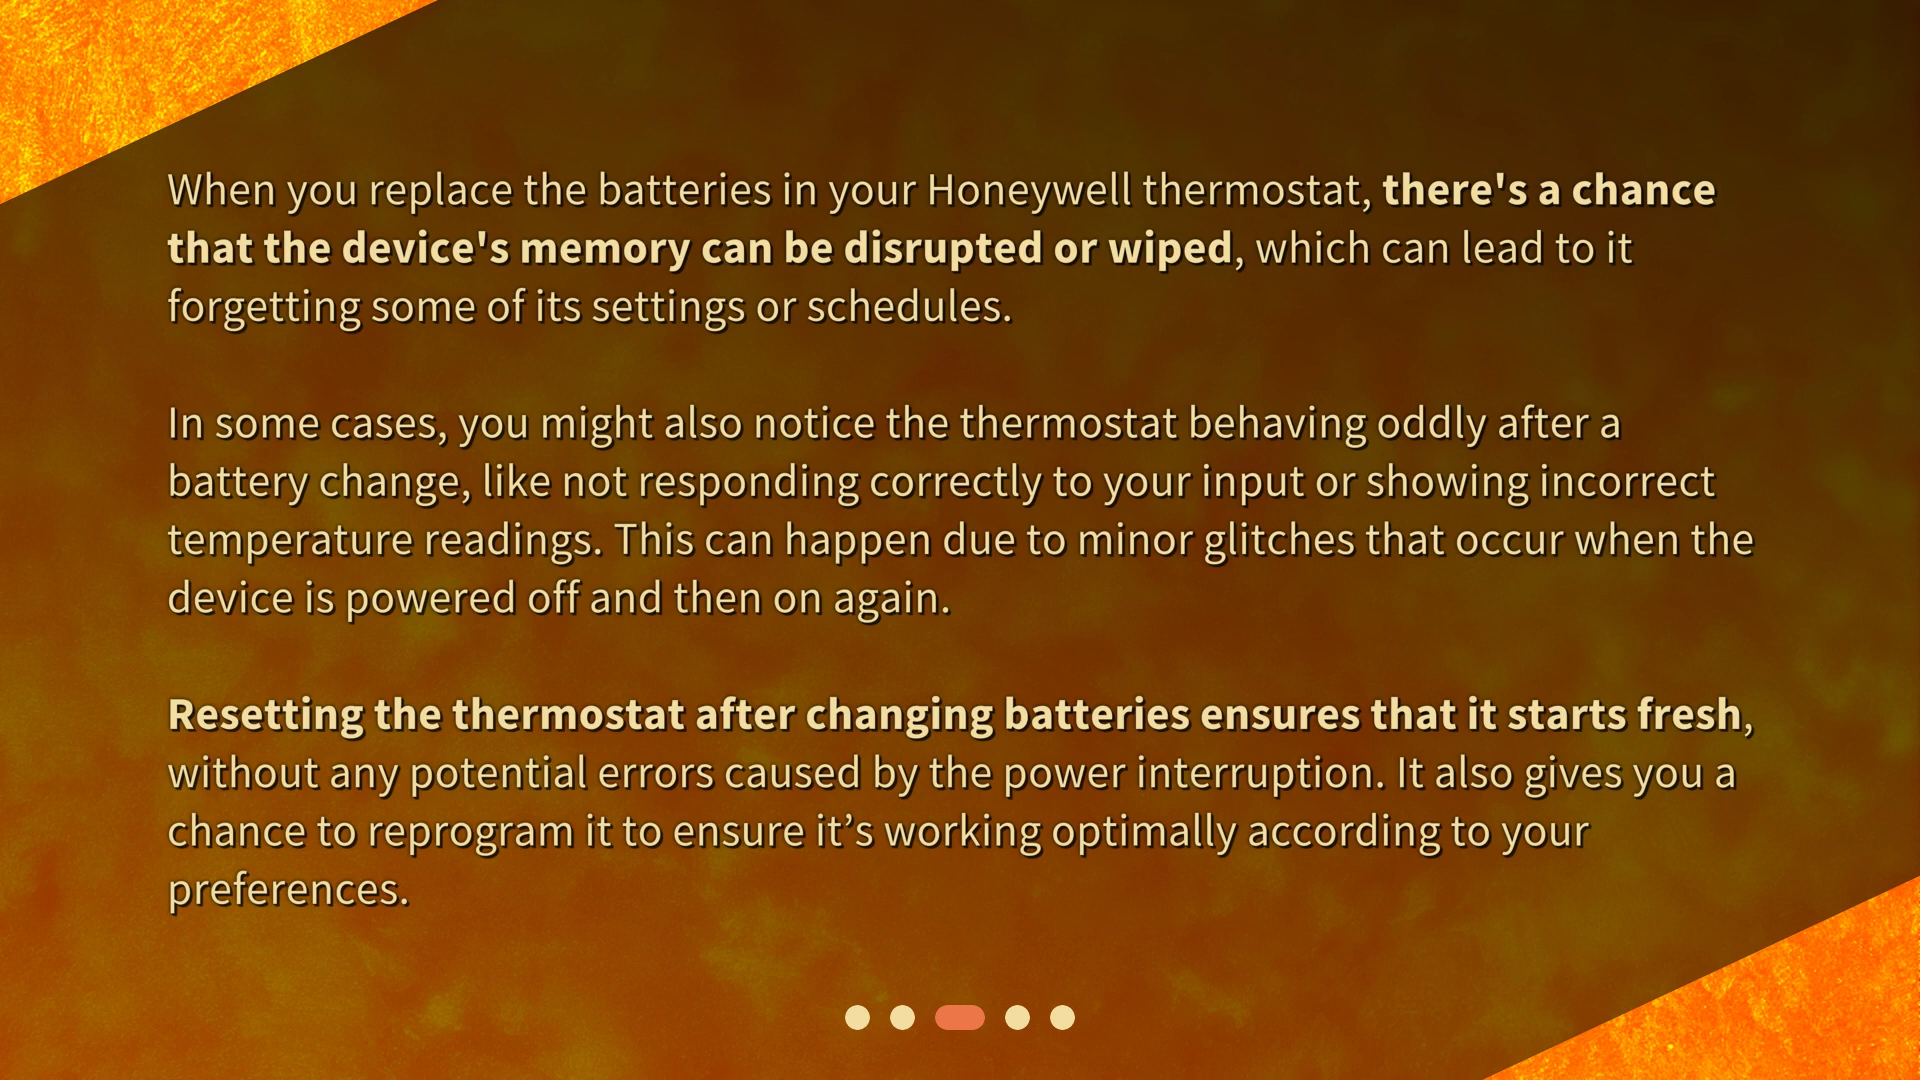 When you replace the batteries in your Honeywell thermostat, there's a chance
that the device's memory can be disrupted or wiped, which can lead to it
forgetting some of its settings or schedules.
In some cases, you might also notice the thermostat behaving oddly after a
battery change, like not responding correctly to your input or showing incorrect
temperature readings. This can happen due to minor glitches that occur when the
device is powered off and then on again.
Resetting the thermostat after changing batteries ensures that it starts fresh,
without any potential errors caused by the power interruption. It also gives you a
chance to reprogram it to ensure it’s working optimally according to your
preferences.